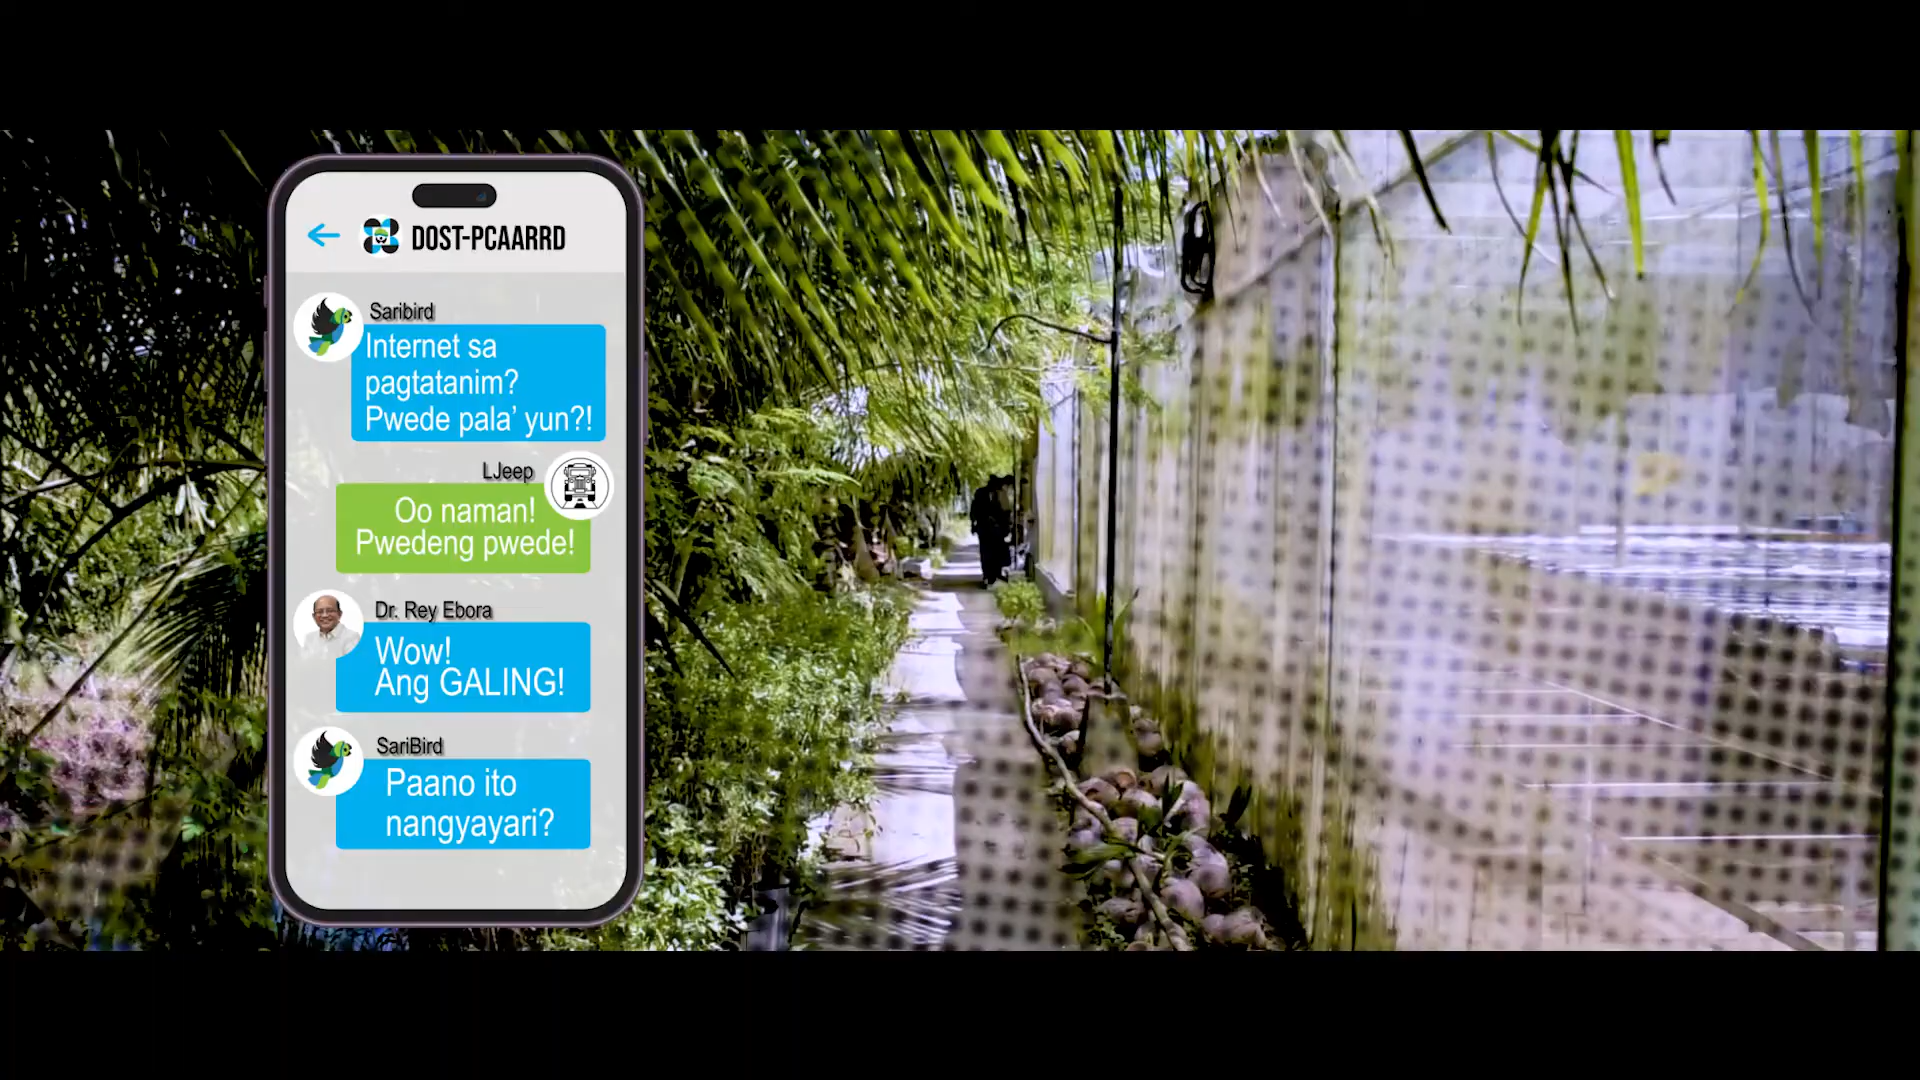 DOST-PCAARRD
Saribird
Internet sa
pagtatanim?
Pwede pala’ yun?!
LJeep
Oo naman!
Pwedeng pwede!
Dr. Rey Ebora
Wow!
Ang GALING!
SariBird
Paano ito
nangyayari?